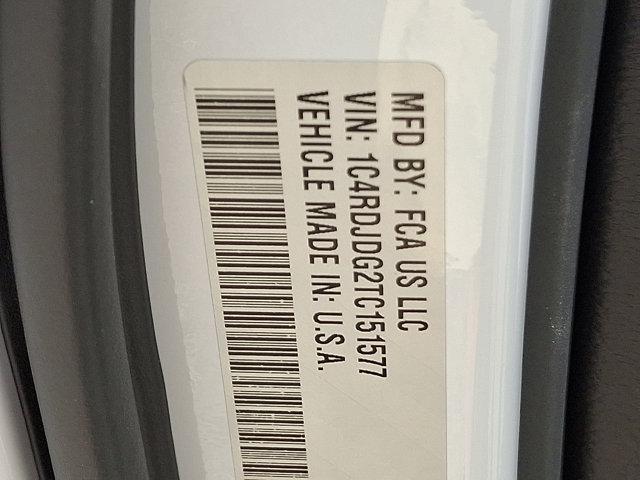 MFD BY: FCA US LLC
VIN: 1C4RDJDG2TC151577
VEHICLE MADE IN: U.S.A.